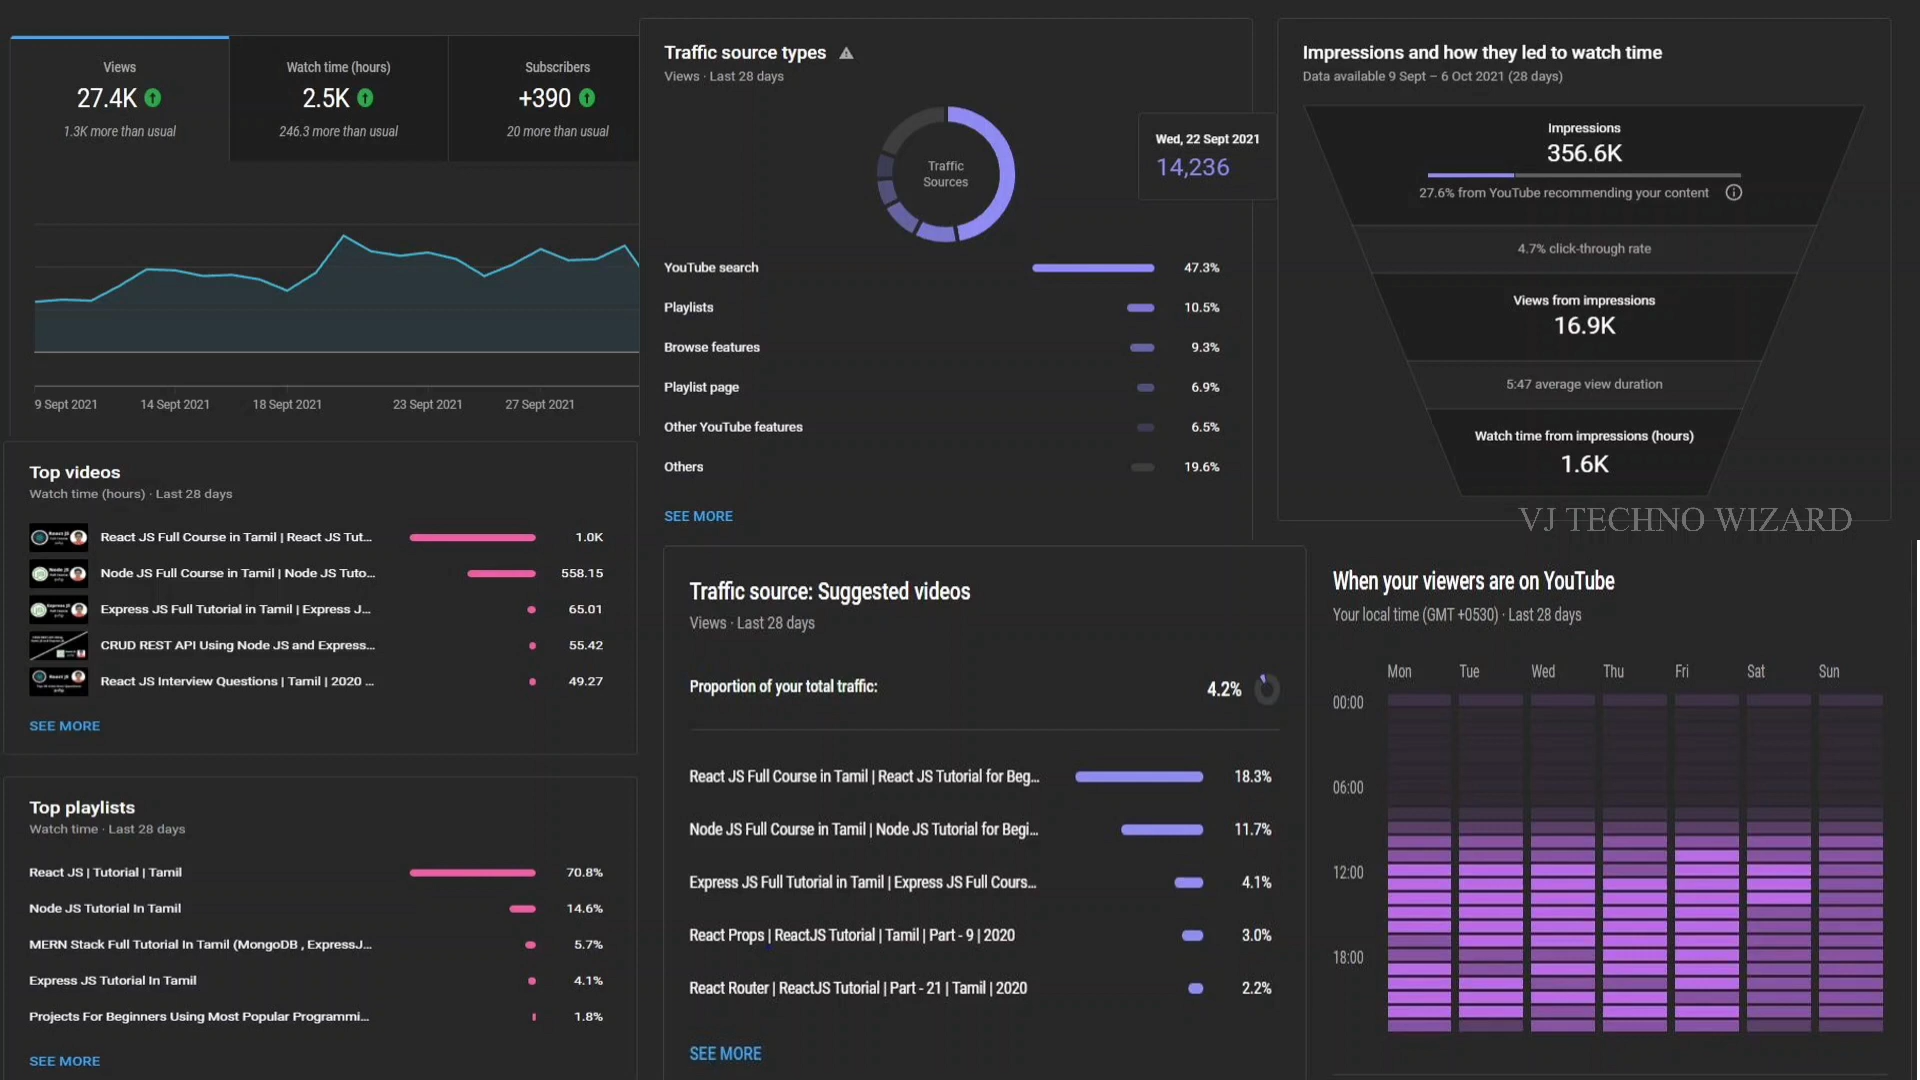 Views
27.4K
1.3K more than usual
Watch time (hours)
2.5K
246.3 more than usual
Subscribers
+390
20 more than usual
9 Sept 2021 14 Sept 2021 18 Sept 2021 23 Sept 2021 27 Sept 2021
Top videos
Watch time (hours) · Last 28 days
React JS Full Course in Tamil | React JS Tut... 1.0K
Node JS Full Course in Tamil | Node JS Tuto... 558.15
Express JS Full Tutorial in Tamil | Express J... 65.01
CRUD REST API Using Node JS and Express... 55.42
React JS Interview Questions | Tamil | 2020 ... 49.27
SEE MORE
Top playlists
Watch time · Last 28 days
React JS | Tutorial | Tamil 70.8%
Node JS Tutorial In Tamil 14.6%
MERN Stack Full Tutorial In Tamil (MongoDB , ExpressJ... 5.7%
Express JS Tutorial In Tamil 4.1%
Projects For Beginners Using Most Popular Programmi... 1.8%
SEE MORE
Traffic source types
Views · Last 28 days
Traffic
Sources
Wed, 22 Sept 2021
14,236
YouTube search 47.3%
Playlists 10.5%
Browse features 9.3%
Playlist page 6.9%
Other YouTube features 6.5%
Others 19.6%
SEE MORE
Impressions and how they led to watch time
Data available 9 Sept – 6 Oct 2021 (28 days)
Impressions
356.6K
27.6% from YouTube recommending your content
4.7% click-through rate
Views from impressions
16.9K
5:47 average view duration
Watch time from impressions (hours)
1.6K
VJ TECHNO WIZARD
Traffic source: Suggested videos
Views · Last 28 days
Proportion of your total traffic: 4.2%
React JS Full Course in Tamil | React JS Tutorial for Beg... 18.3%
Node JS Full Course in Tamil | Node JS Tutorial for Begi... 11.7%
Express JS Full Tutorial in Tamil | Express JS Full Cours... 4.1%
React Props | ReactJS Tutorial | Tamil | Part - 9 | 2020 3.0%
React Router | ReactJS Tutorial | Part - 21 | Tamil | 2020 2.2%
SEE MORE
When your viewers are on YouTube
Your local time (GMT +0530) · Last 28 days
Mon Tue Wed Thu Fri Sat Sun
00:00
06:00
12:00
18:00